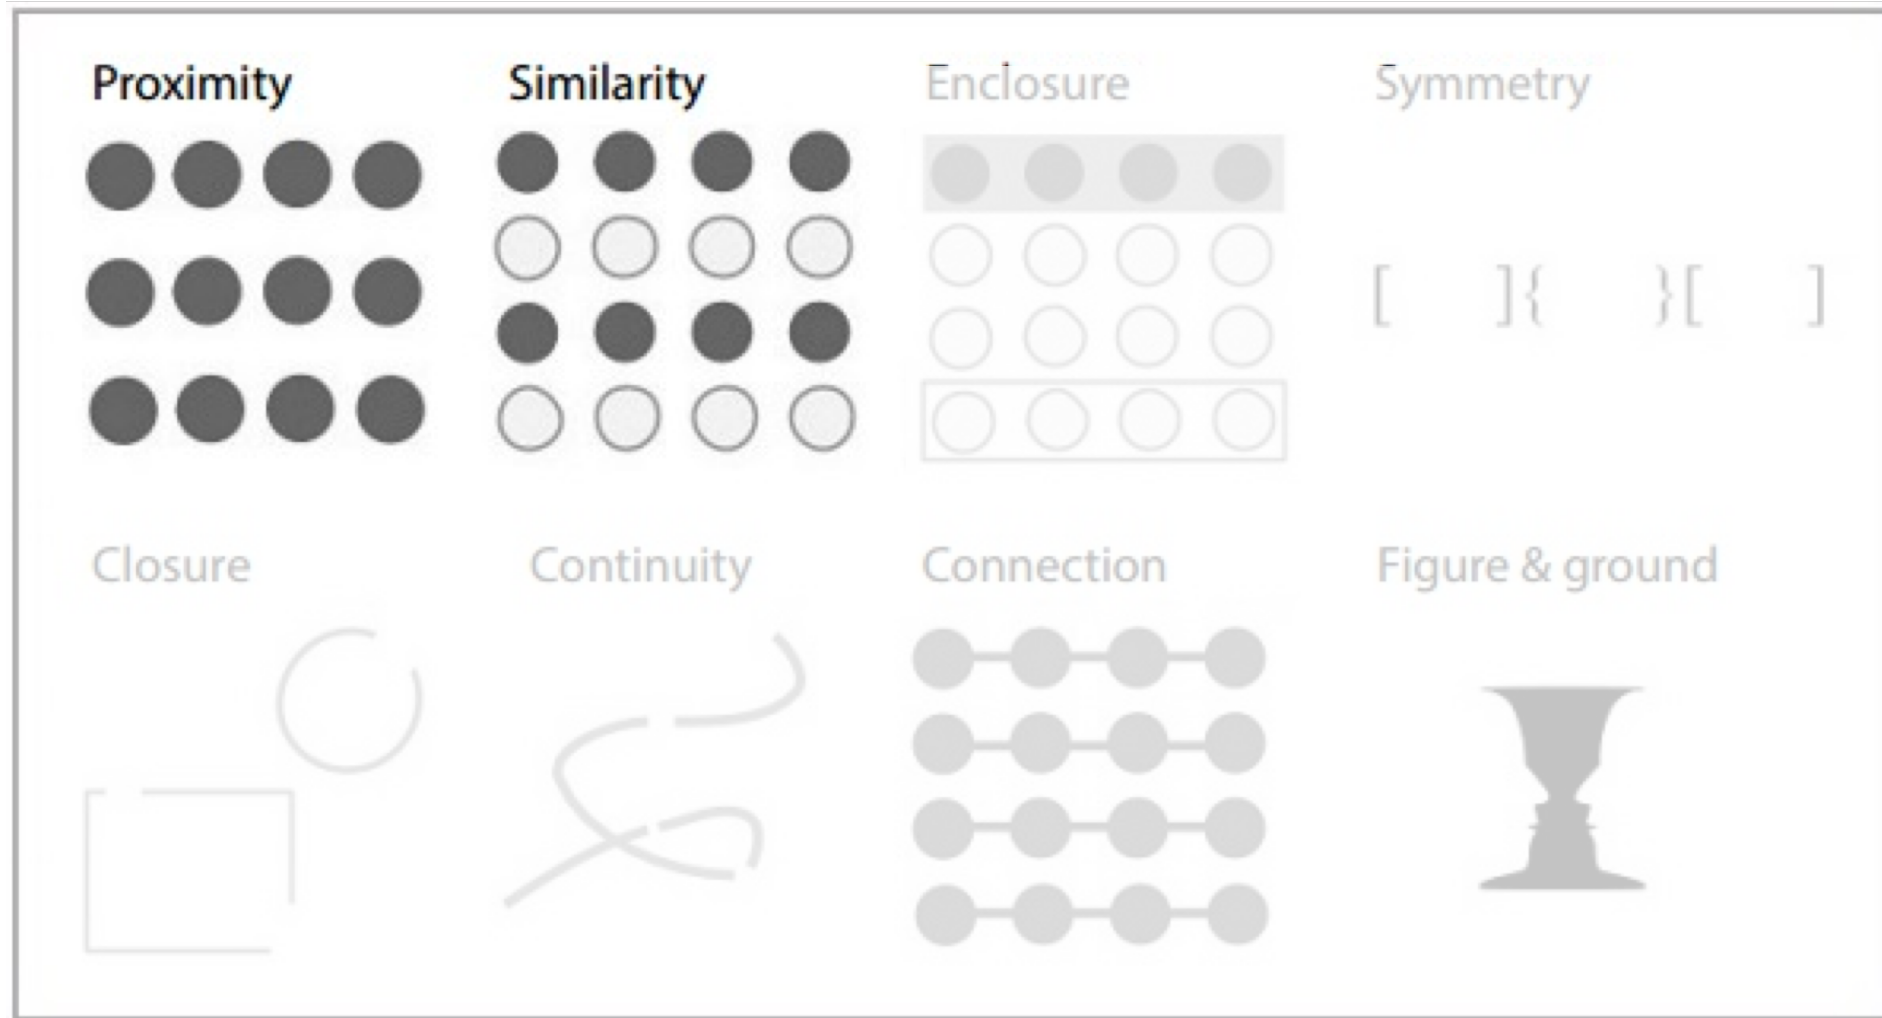 Proximity
Similarity
Enclosure
Symmetry
[ ]{ }[ ]
Closure
Continuity
Connection
Figure & ground